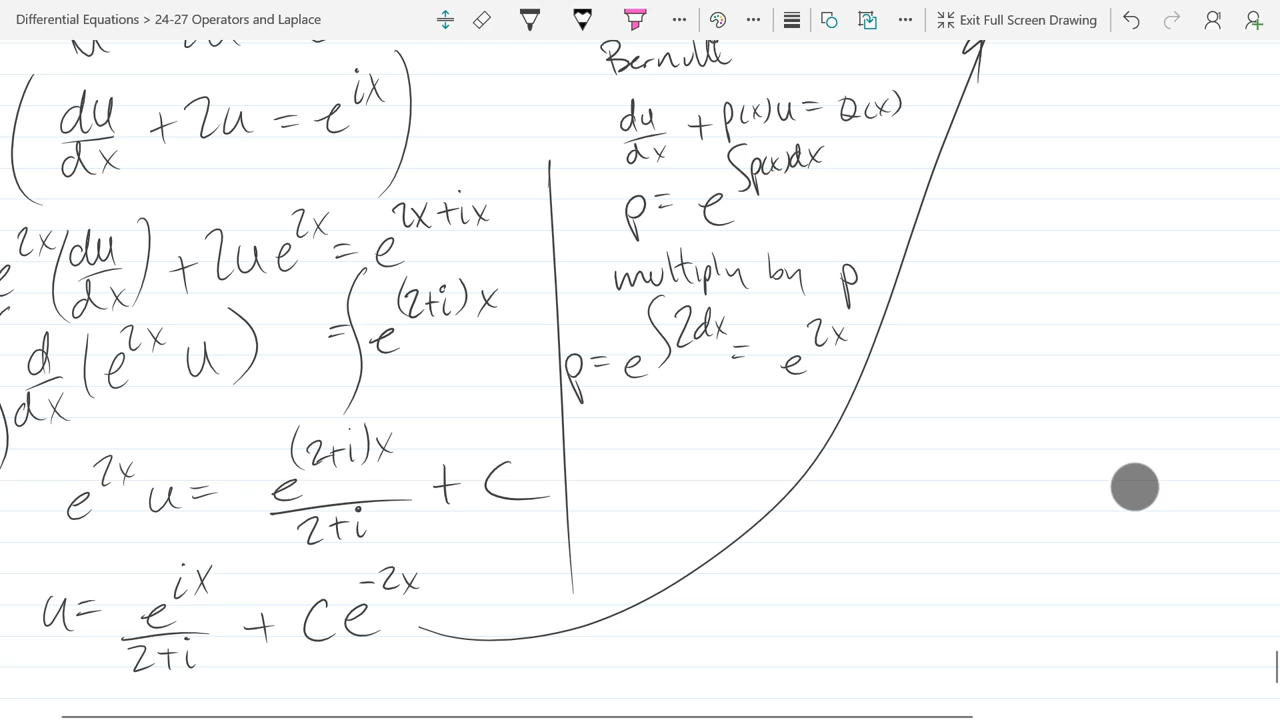 Differential Equations > 24-27 Operators and Laplace
Exit Full Screen Drawing
(du/dx + 2u = e^{ix})
e^{2x}(du/dx) + 2ue^{2x} = e^{2x+ix}
∫ d/dx (e^{2x} u) = ∫ e^{(2+i)x}
e^{2x} u = e^{(2+i)x}/(2+i) + C
u = e^{ix}/(2+i) + Ce^{-2x}
du/dx + p(x)u = Q(x)
p = e^{∫p(x)dx}
multiply by p
p = e^{∫2dx} = e^{2x}